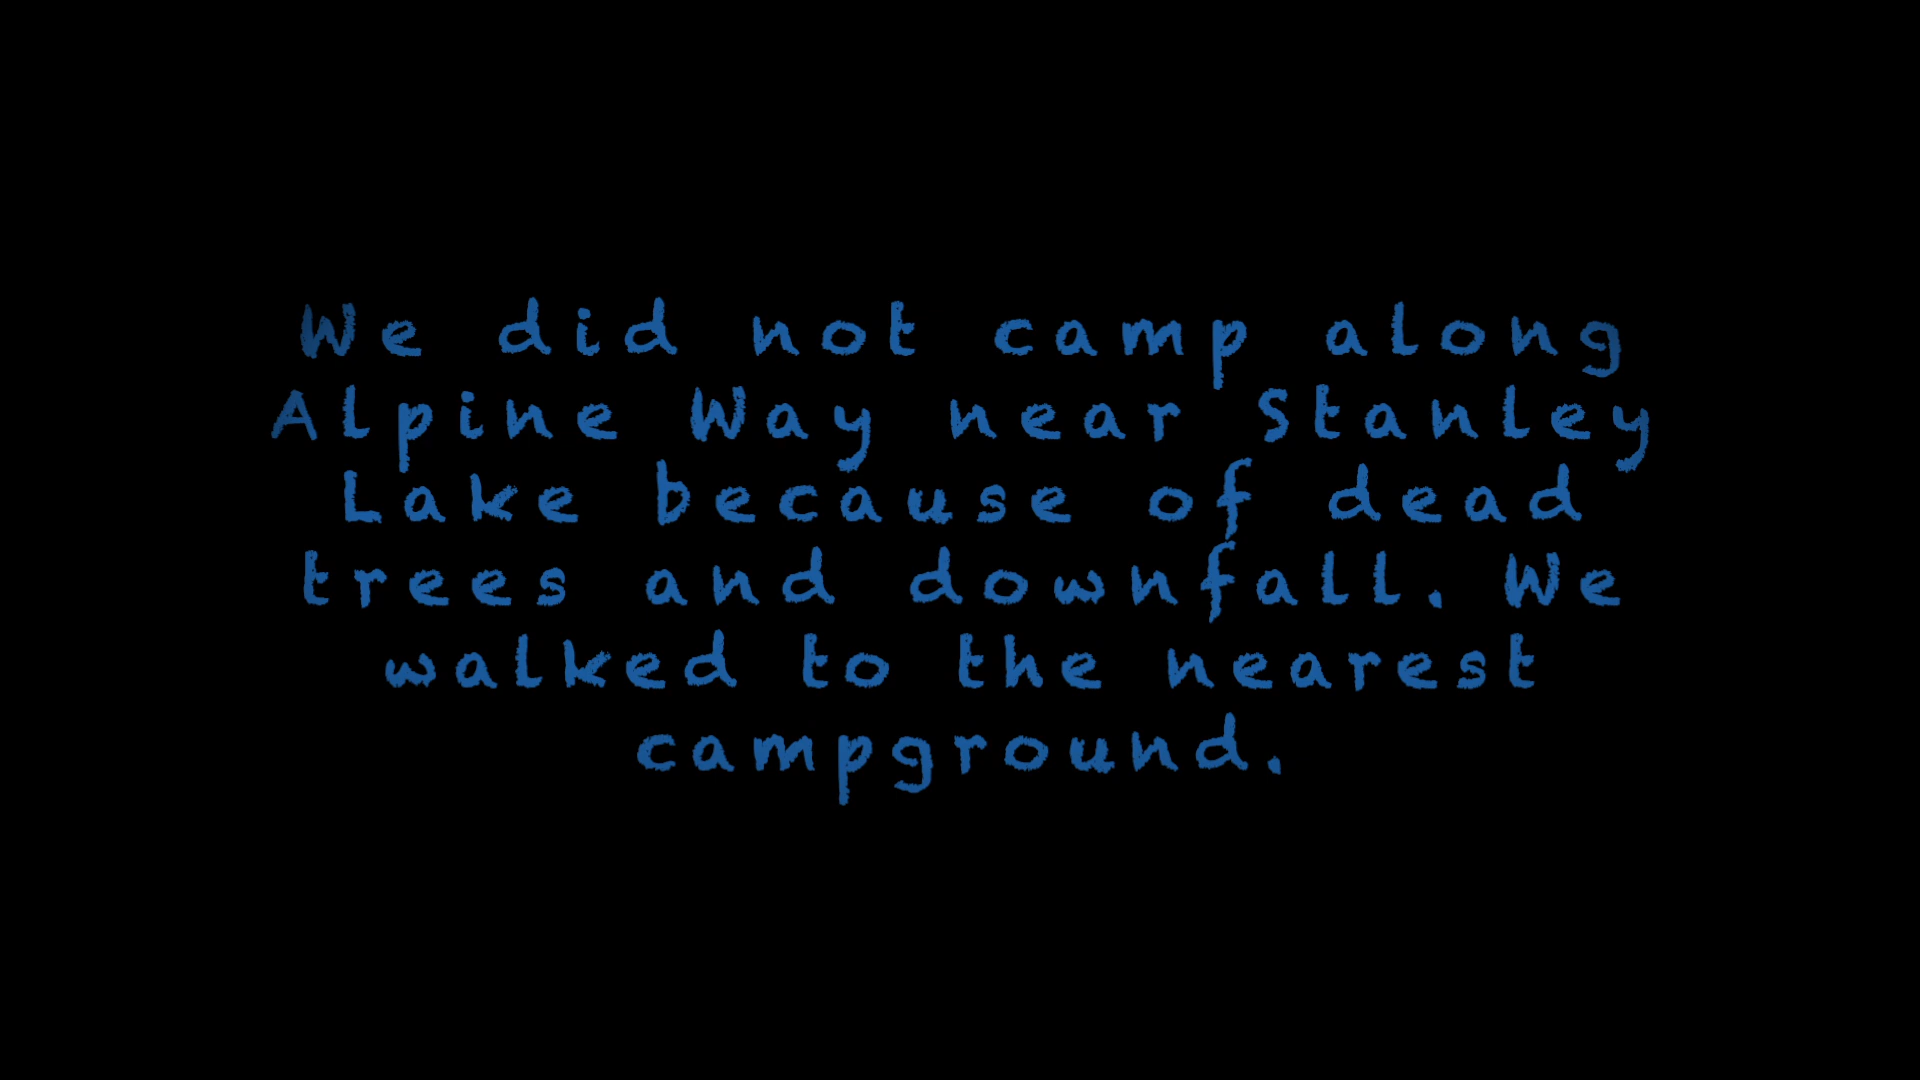 We did not camp along
Alpine Way near Stanley
Lake because of dead
trees and downfall. We
walked to the nearest
campground.